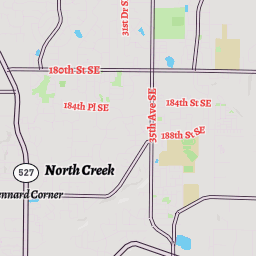 31st Dr S
180th St SE
184th Pl SE
184th St SE
35th Ave SE
188th St SE
527
North Creek
nnard Corner